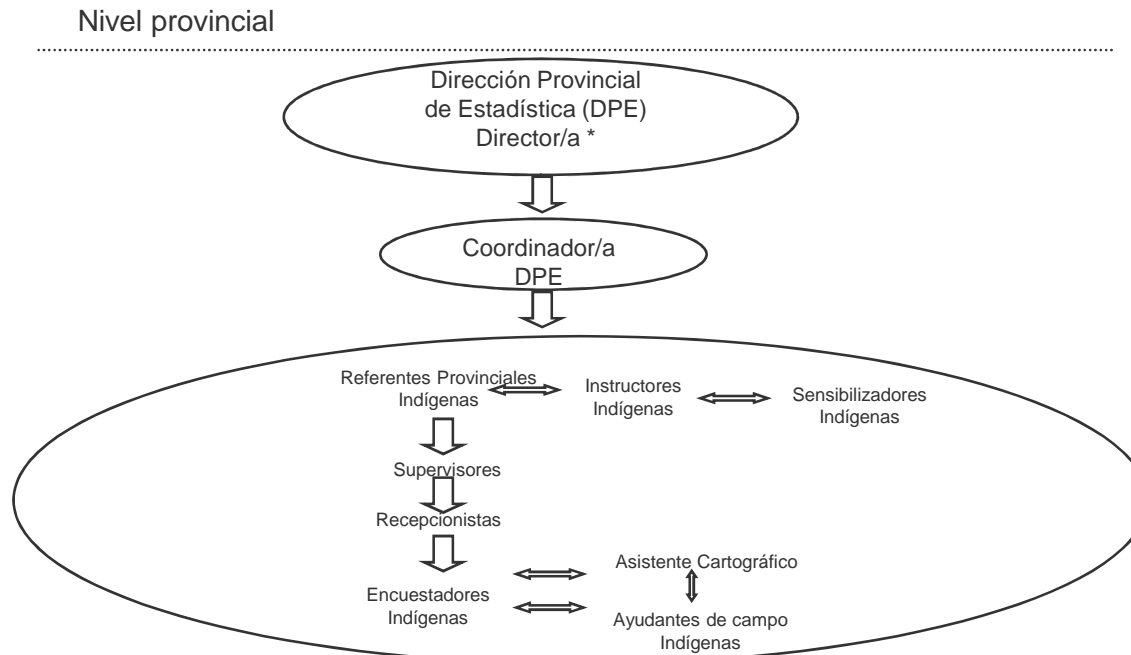 Nivel provincial
Dirección Provincial
de Estadística (DPE)
Director/a *
Coordinador/a
DPE
Referentes Provinciales
Indígenas
Instructores
Indígenas
Sensibilizadores
Indígenas
Supervisores
Recepcionistas
Encuestadores
Indígenas
Asistente Cartográfico
Ayudantes de campo
Indígenas